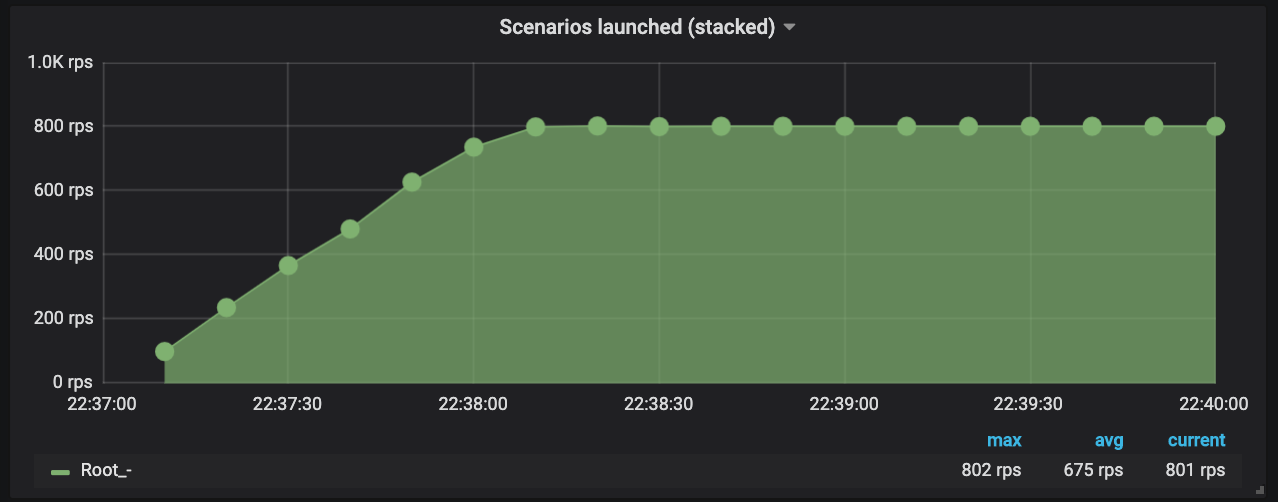 Scenarios launched (stacked)
1.0K rps
800 rps
600 rps
400 rps
200 rps
0 rps
22:37:00 22:37:30 22:38:00 22:38:30 22:39:00 22:39:30 22:40:00
max avg current
Root_- 802 rps 675 rps 801 rps